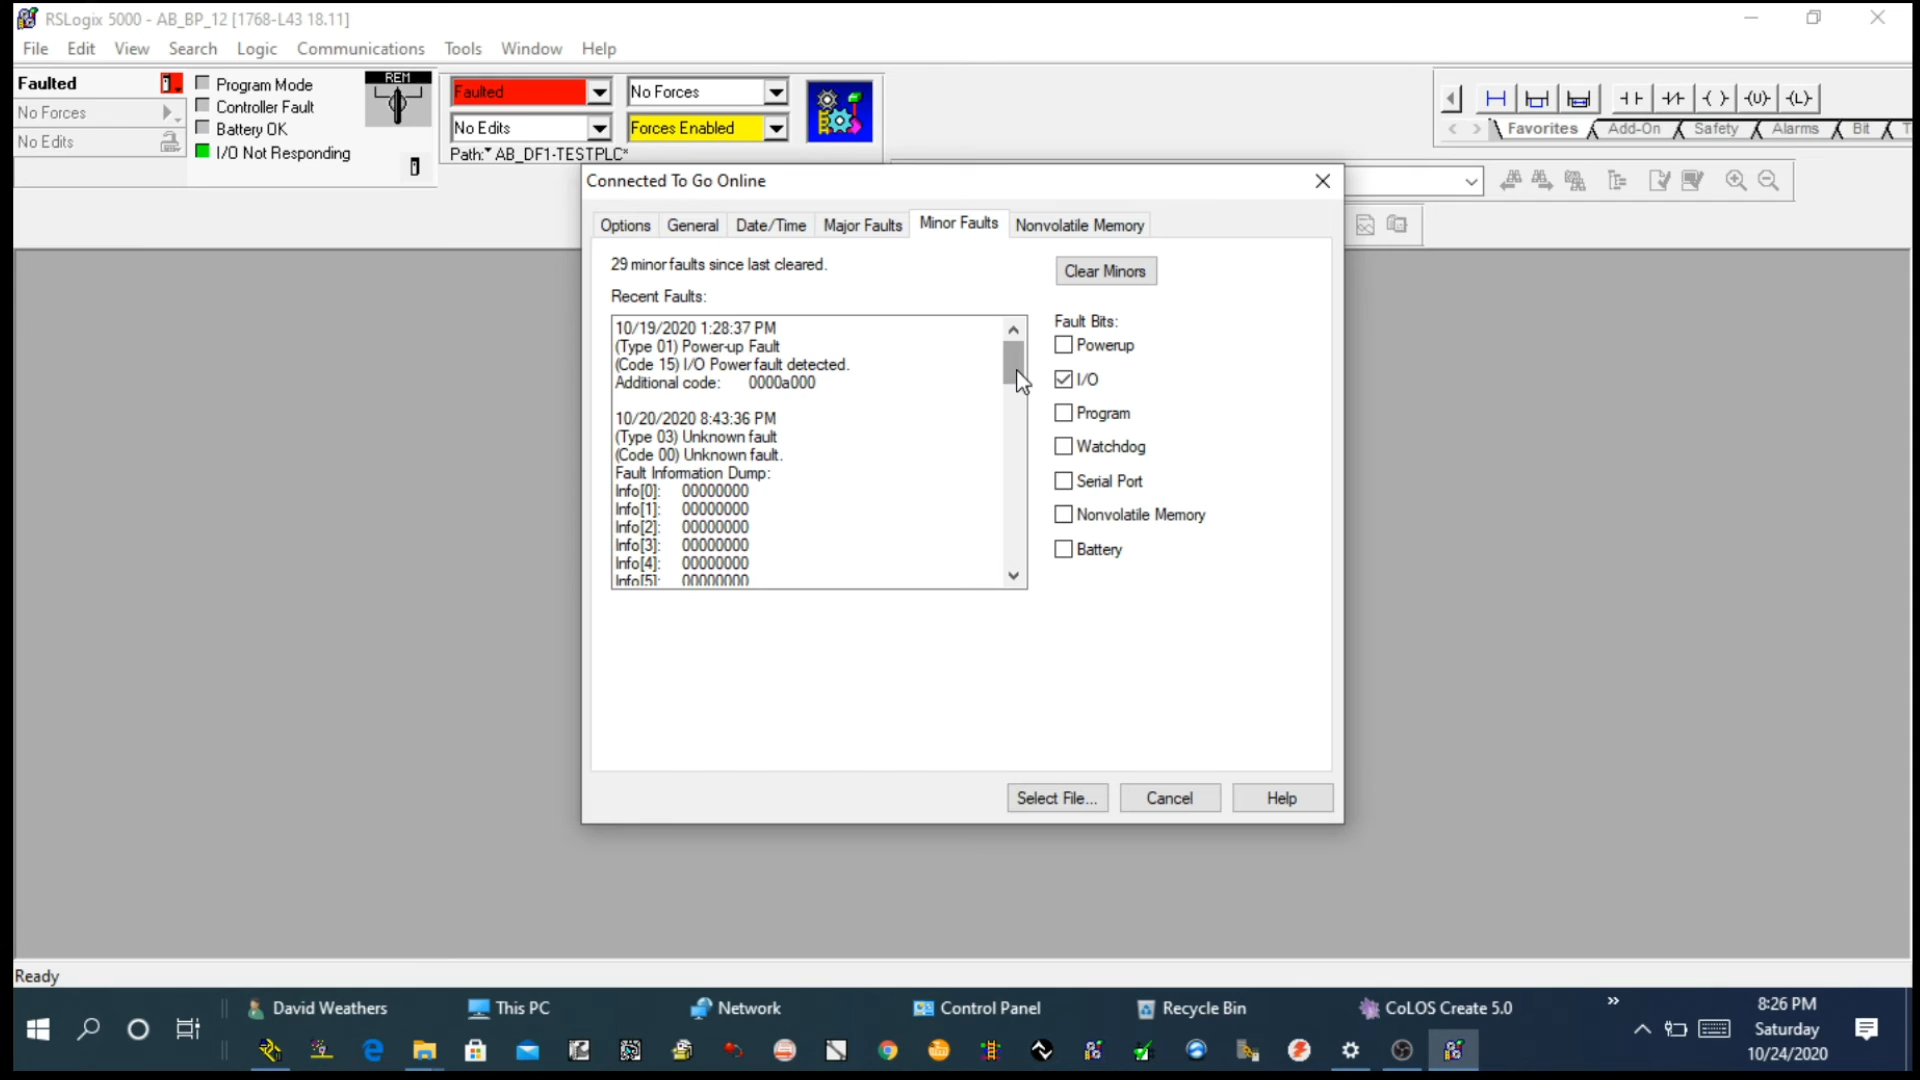 RSLogix 5000 - AB_BP_12 [1768-L43 18.11]
File Edit View Search Logic Communications Tools Window Help
Faulted
No Forces
No Edits
Program Mode
Controller Fault
Battery OK
I/O Not Responding
REM
Faulted
No Forces
No Edits
Forces Enabled
Path:* AB_DF1-TESTPLC*
Favorites Add-On Safety Alarms Bit
Connected To Go Online
Options General Date/Time Major Faults Minor Faults Nonvolatile Memory
29 minor faults since last cleared.
Clear Minors
Recent Faults:
10/19/2020 1:28:37 PM
(Type 01) Power-up Fault
(Code 15) I/O Power fault detected.
Additional code: 0000a000
10/20/2020 8:43:36 PM
(Type 03) Unknown fault
(Code 00) Unknown fault.
Fault Information Dump:
Info[0]: 00000000
Info[1]: 00000000
Info[2]: 00000000
Info[3]: 00000000
Info[4]: 00000000
Info[5]: 00000000
Fault Bits:
Powerup
I/O
Program
Watchdog
Serial Port
Nonvolatile Memory
Battery
Select File... Cancel Help
Ready
David Weathers This PC Network Control Panel Recycle Bin CoLOS Create 5.0
8:26 PM
Saturday
10/24/2020